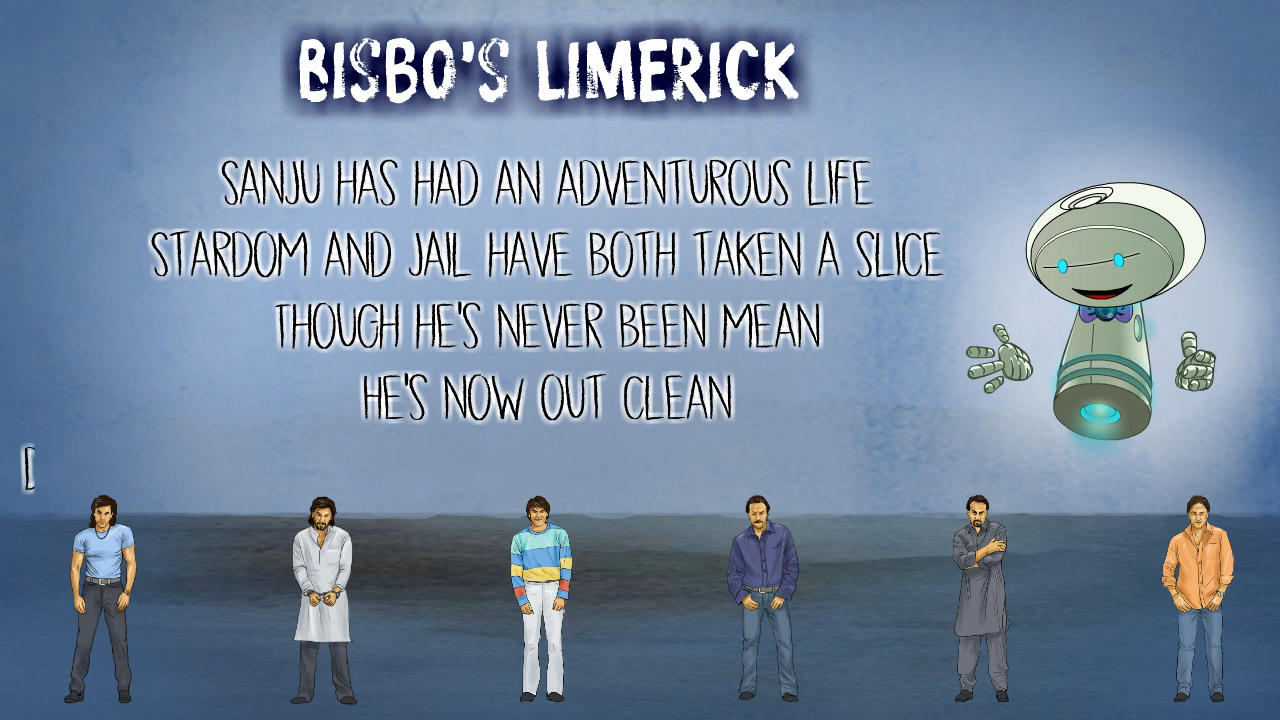 BISBO'S LIMERICK
SANJU HAS HAD AN ADVENTUROUS LIFE
STARDOM AND JAIL HAVE BOTH TAKEN A SLICE
THOUGH HE'S NEVER BEEN MEAN
HE'S NOW OUT CLEAN